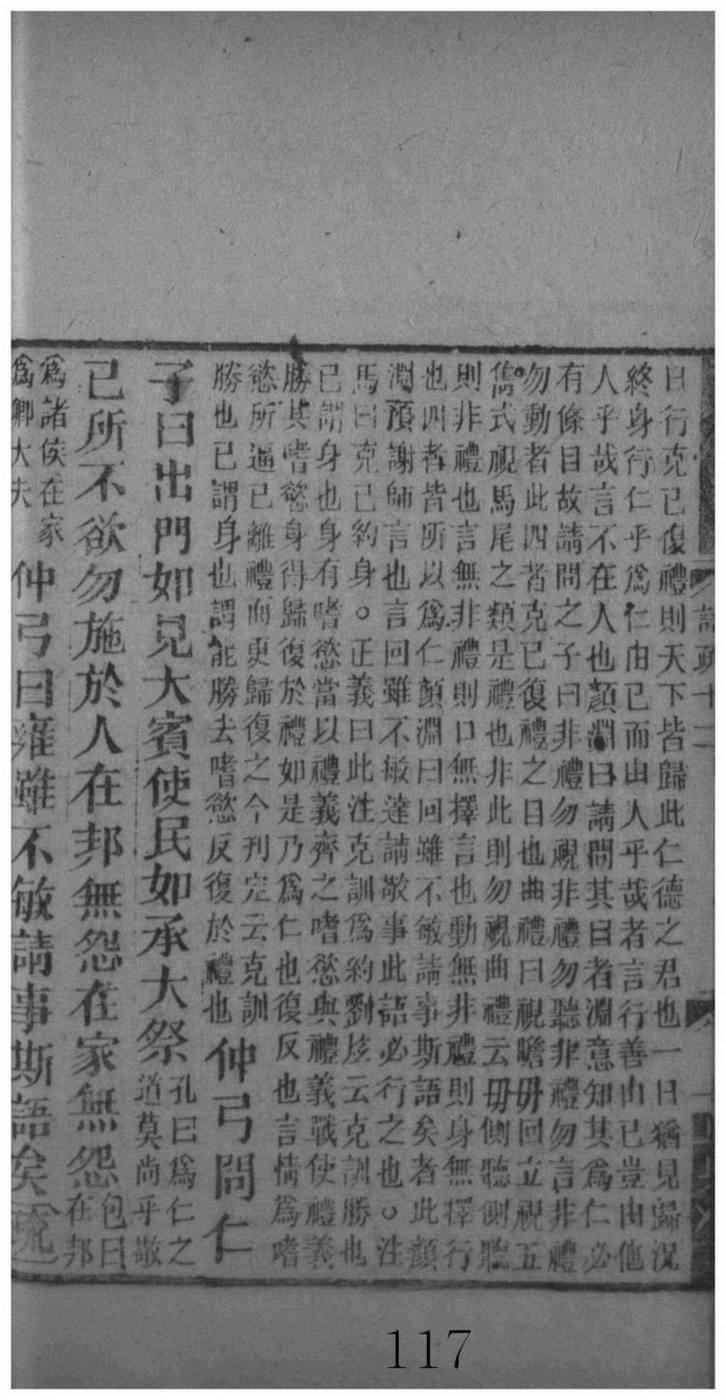 語疏十二
日行克己復禮則天下皆歸此仁德之君也一日猶見歸況
終身行仁乎爲仁由己而由人乎哉者言行善由己豈由他
人乎哉言不在人也顏淵曰請問其目者淵意知其爲仁必
有條目故請問之子曰非禮勿視非禮勿聽非禮勿言非禮
勿動者此四者克己復禮之目也曲禮曰視瞻毋回立視五
雋式視馬尾之類是禮也非此則勿視曲禮云毋側聽側聽
則非禮也言無非禮則口無擇言也動無非禮則身無擇行
也四者皆所以爲仁顏淵曰回雖不敏請事斯語矣者此顏
淵預謝師言也言回雖不敏達請敬事此語必行之也○注
馬曰克己約身○正義曰此注克訓爲約劉炫云克訓勝也
己謂身也身有嗜慾當以禮義齊之嗜慾與禮義戰使禮義
勝其嗜慾身得歸復於禮如是乃爲仁也復反也言情爲嗜
慾所逼己離禮而更歸復之今刊定云克訓
勝也己謂身也謂能勝去嗜慾反復於禮也
仲弓問仁
子曰出門如見大賓使民如承大祭
孔曰爲仁之
道莫尚乎敬
己所不欲勿施於人在邦無怨在家無怨
包曰
在邦
爲諸侯在家
爲卿大夫
仲弓曰雍雖不敏請事斯語矣
疏
117